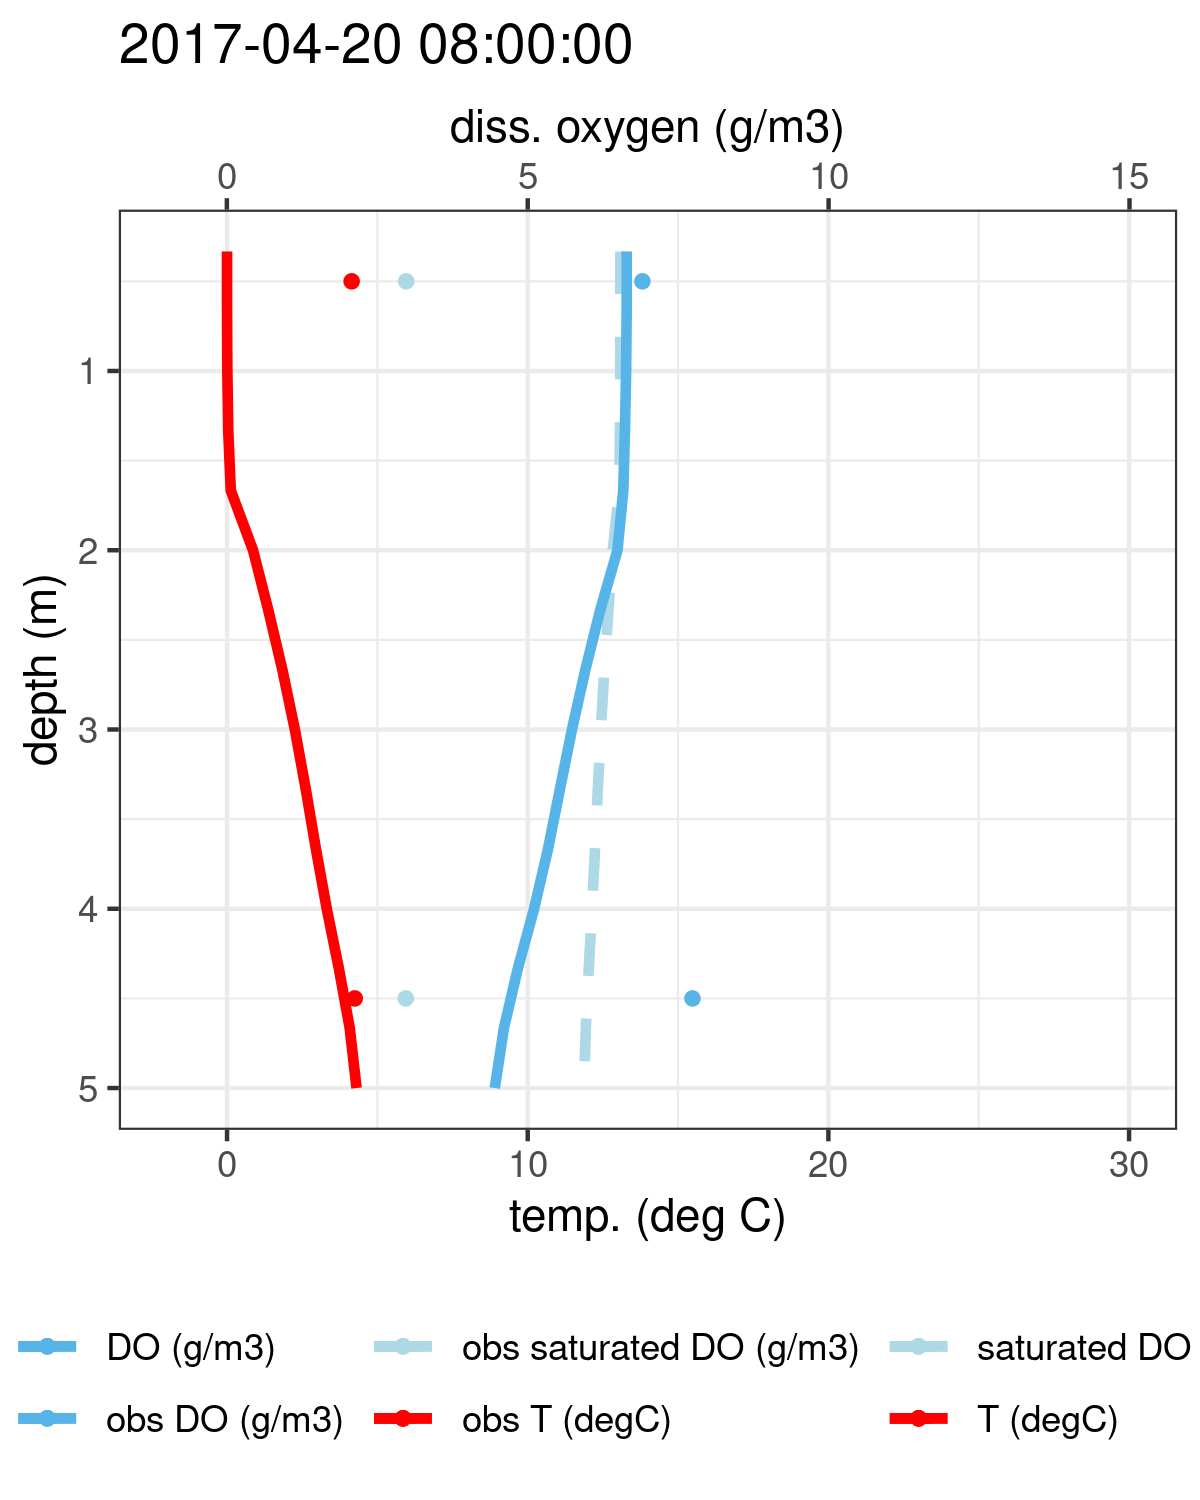 2017-04-20 08:00:00
diss. oxygen (g/m3)
0 5 10 15
depth (m)
1
2
3
4
5
0 10 20 30
temp. (deg C)
DO (g/m3) obs saturated DO (g/m3) saturated DO
obs DO (g/m3) obs T (degC) T (degC)